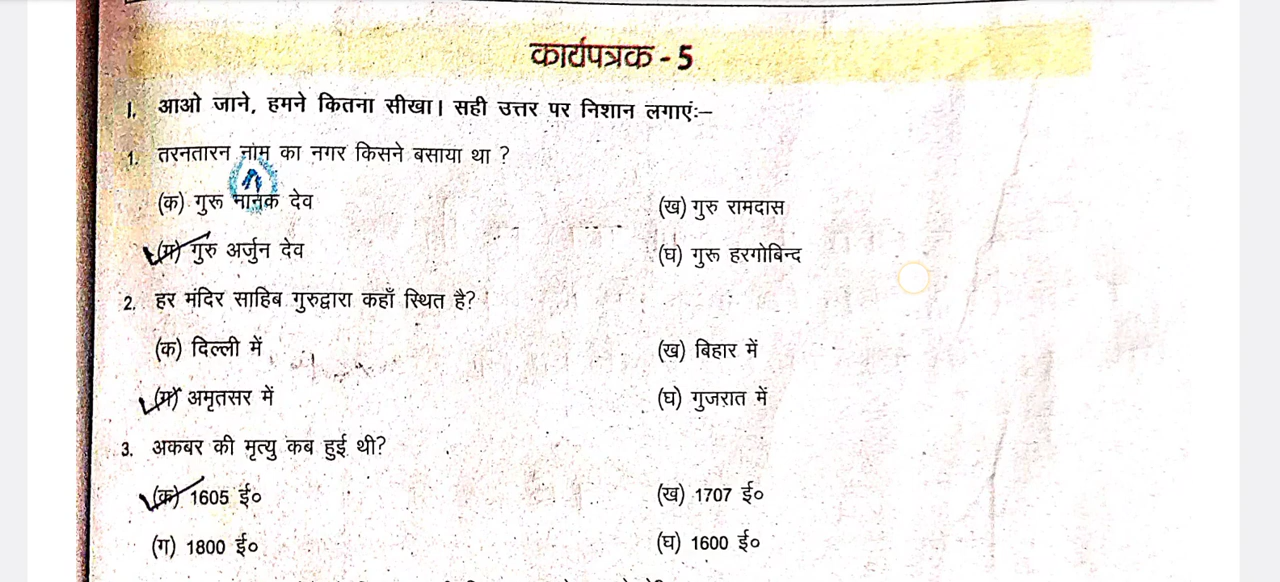 कार्यपत्रक - 5
I. आओ जाने, हमने कितना सीखा। सही उत्तर पर निशान लगाएं:–
1. तरनतारन नाम का नगर किसने बसाया था ?
(क) गुरू नानक देव (ख) गुरु रामदास
(ग) गुरु अर्जुन देव (घ) गुरू हरगोबिन्द
2. हर मंदिर साहिब गुरुद्वारा कहाँ स्थित है?
(क) दिल्ली में (ख) बिहार में
(ग) अमृतसर में (घ) गुजरात में
3. अकबर की मृत्यु कब हुई थी?
(क) 1605 ई० (ख) 1707 ई०
(ग) 1800 ई० (घ) 1600 ई०